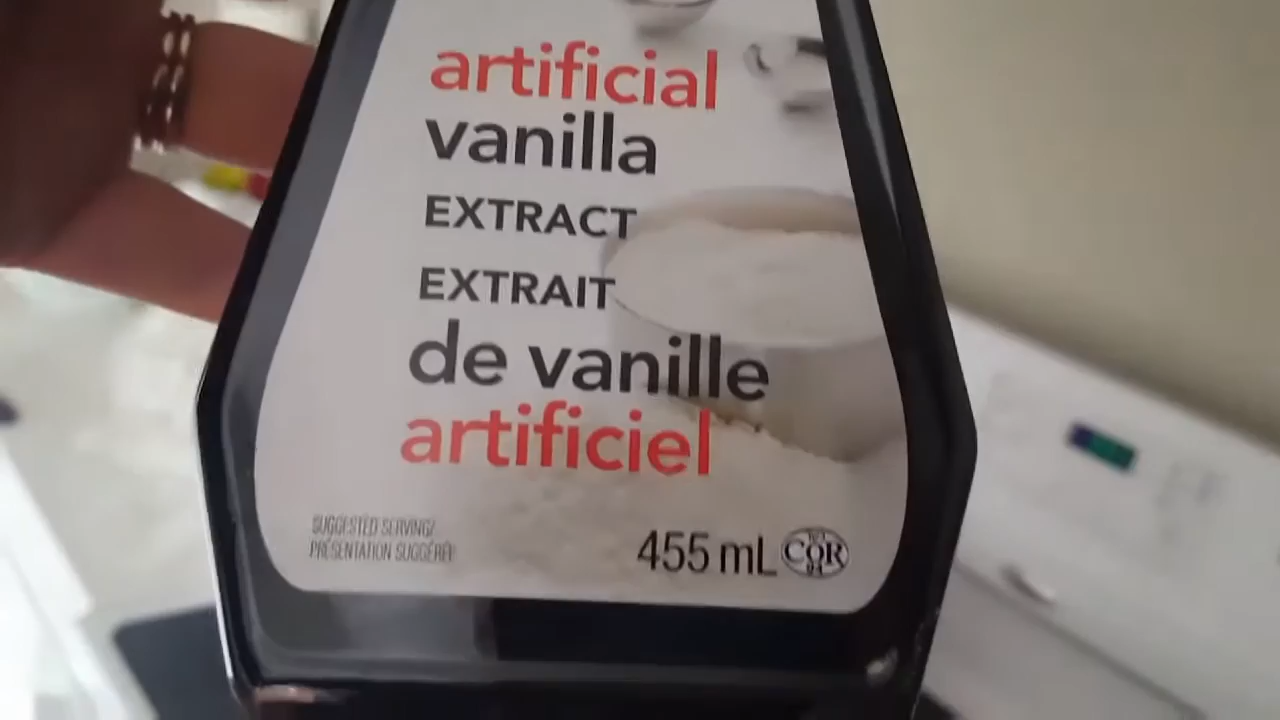 artificial
vanilla
EXTRACT
EXTRAIT
de vanille
artificiel
SUGGESTED SERVING/
PRÉSENTATION SUGGÉRÉE
455 mL COR